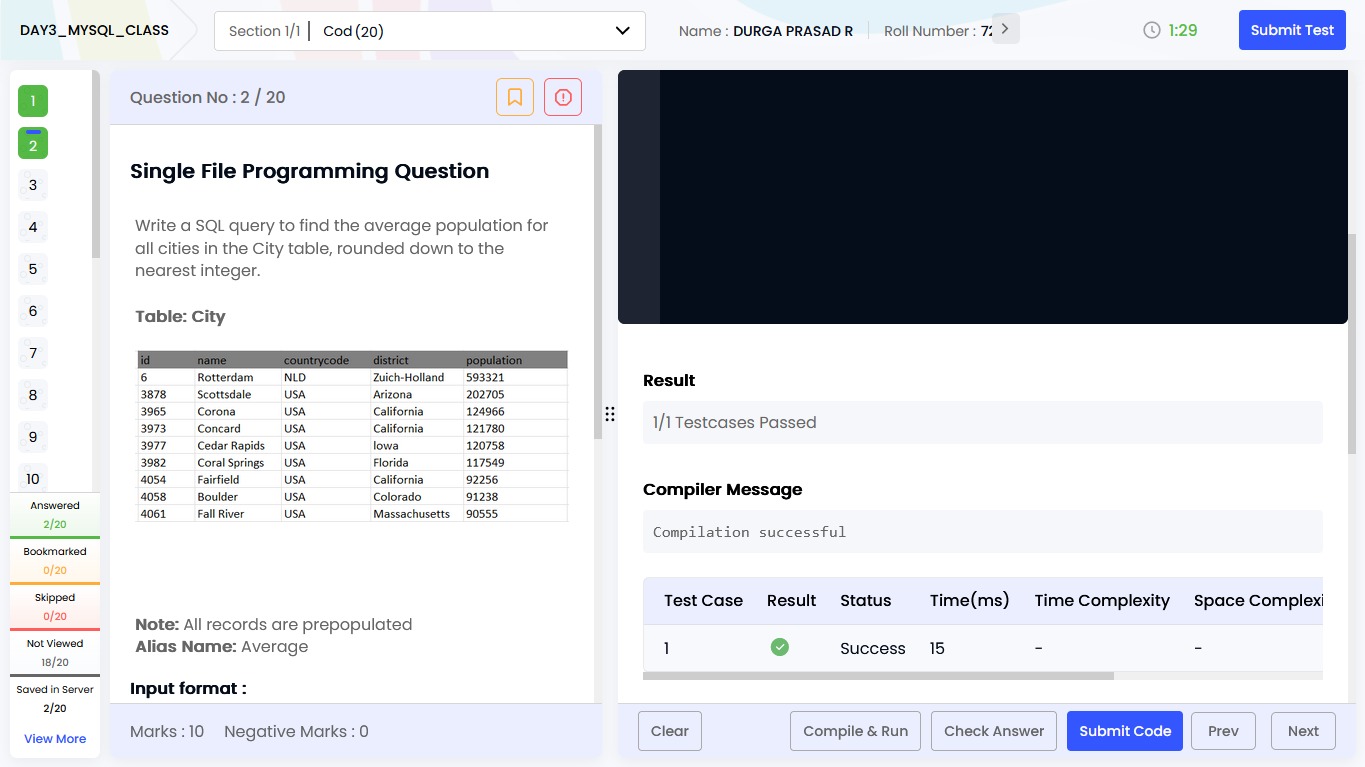 DAY3_MYSQL_CLASS
Section 1/1 Cod (20)
Name : DURGA PRASAD R
Roll Number :
1:29
Submit Test
1
2
3
4
5
6
7
8
9
10
Answered
2/20
Bookmarked
0/20
Skipped
0/20
Not Viewed
18/20
Saved in Server
2/20
View More
Question No : 2 / 20
Single File Programming Question
Write a SQL query to find the average population for
all cities in the City table, rounded down to the
nearest integer.
Table: City
id name countrycode district population
6 Rotterdam NLD Zuich-Holland 593321
3878 Scottsdale USA Arizona 202705
3965 Corona USA California 124966
3973 Concard USA California 121780
3977 Cedar Rapids USA Iowa 120758
3982 Coral Springs USA Florida 117549
4054 Fairfield USA California 92256
4058 Boulder USA Colorado 91238
4061 Fall River USA Massachusetts 90555
Note: All records are prepopulated
Alias Name: Average
Input format :
Marks : 10 Negative Marks : 0
Result
1/1 Testcases Passed
Compiler Message
Compilation successful
Test Case Result Status Time(ms) Time Complexity Space Complexi
1 Success 15 - -
Clear Compile & Run Check Answer Submit Code Prev Next